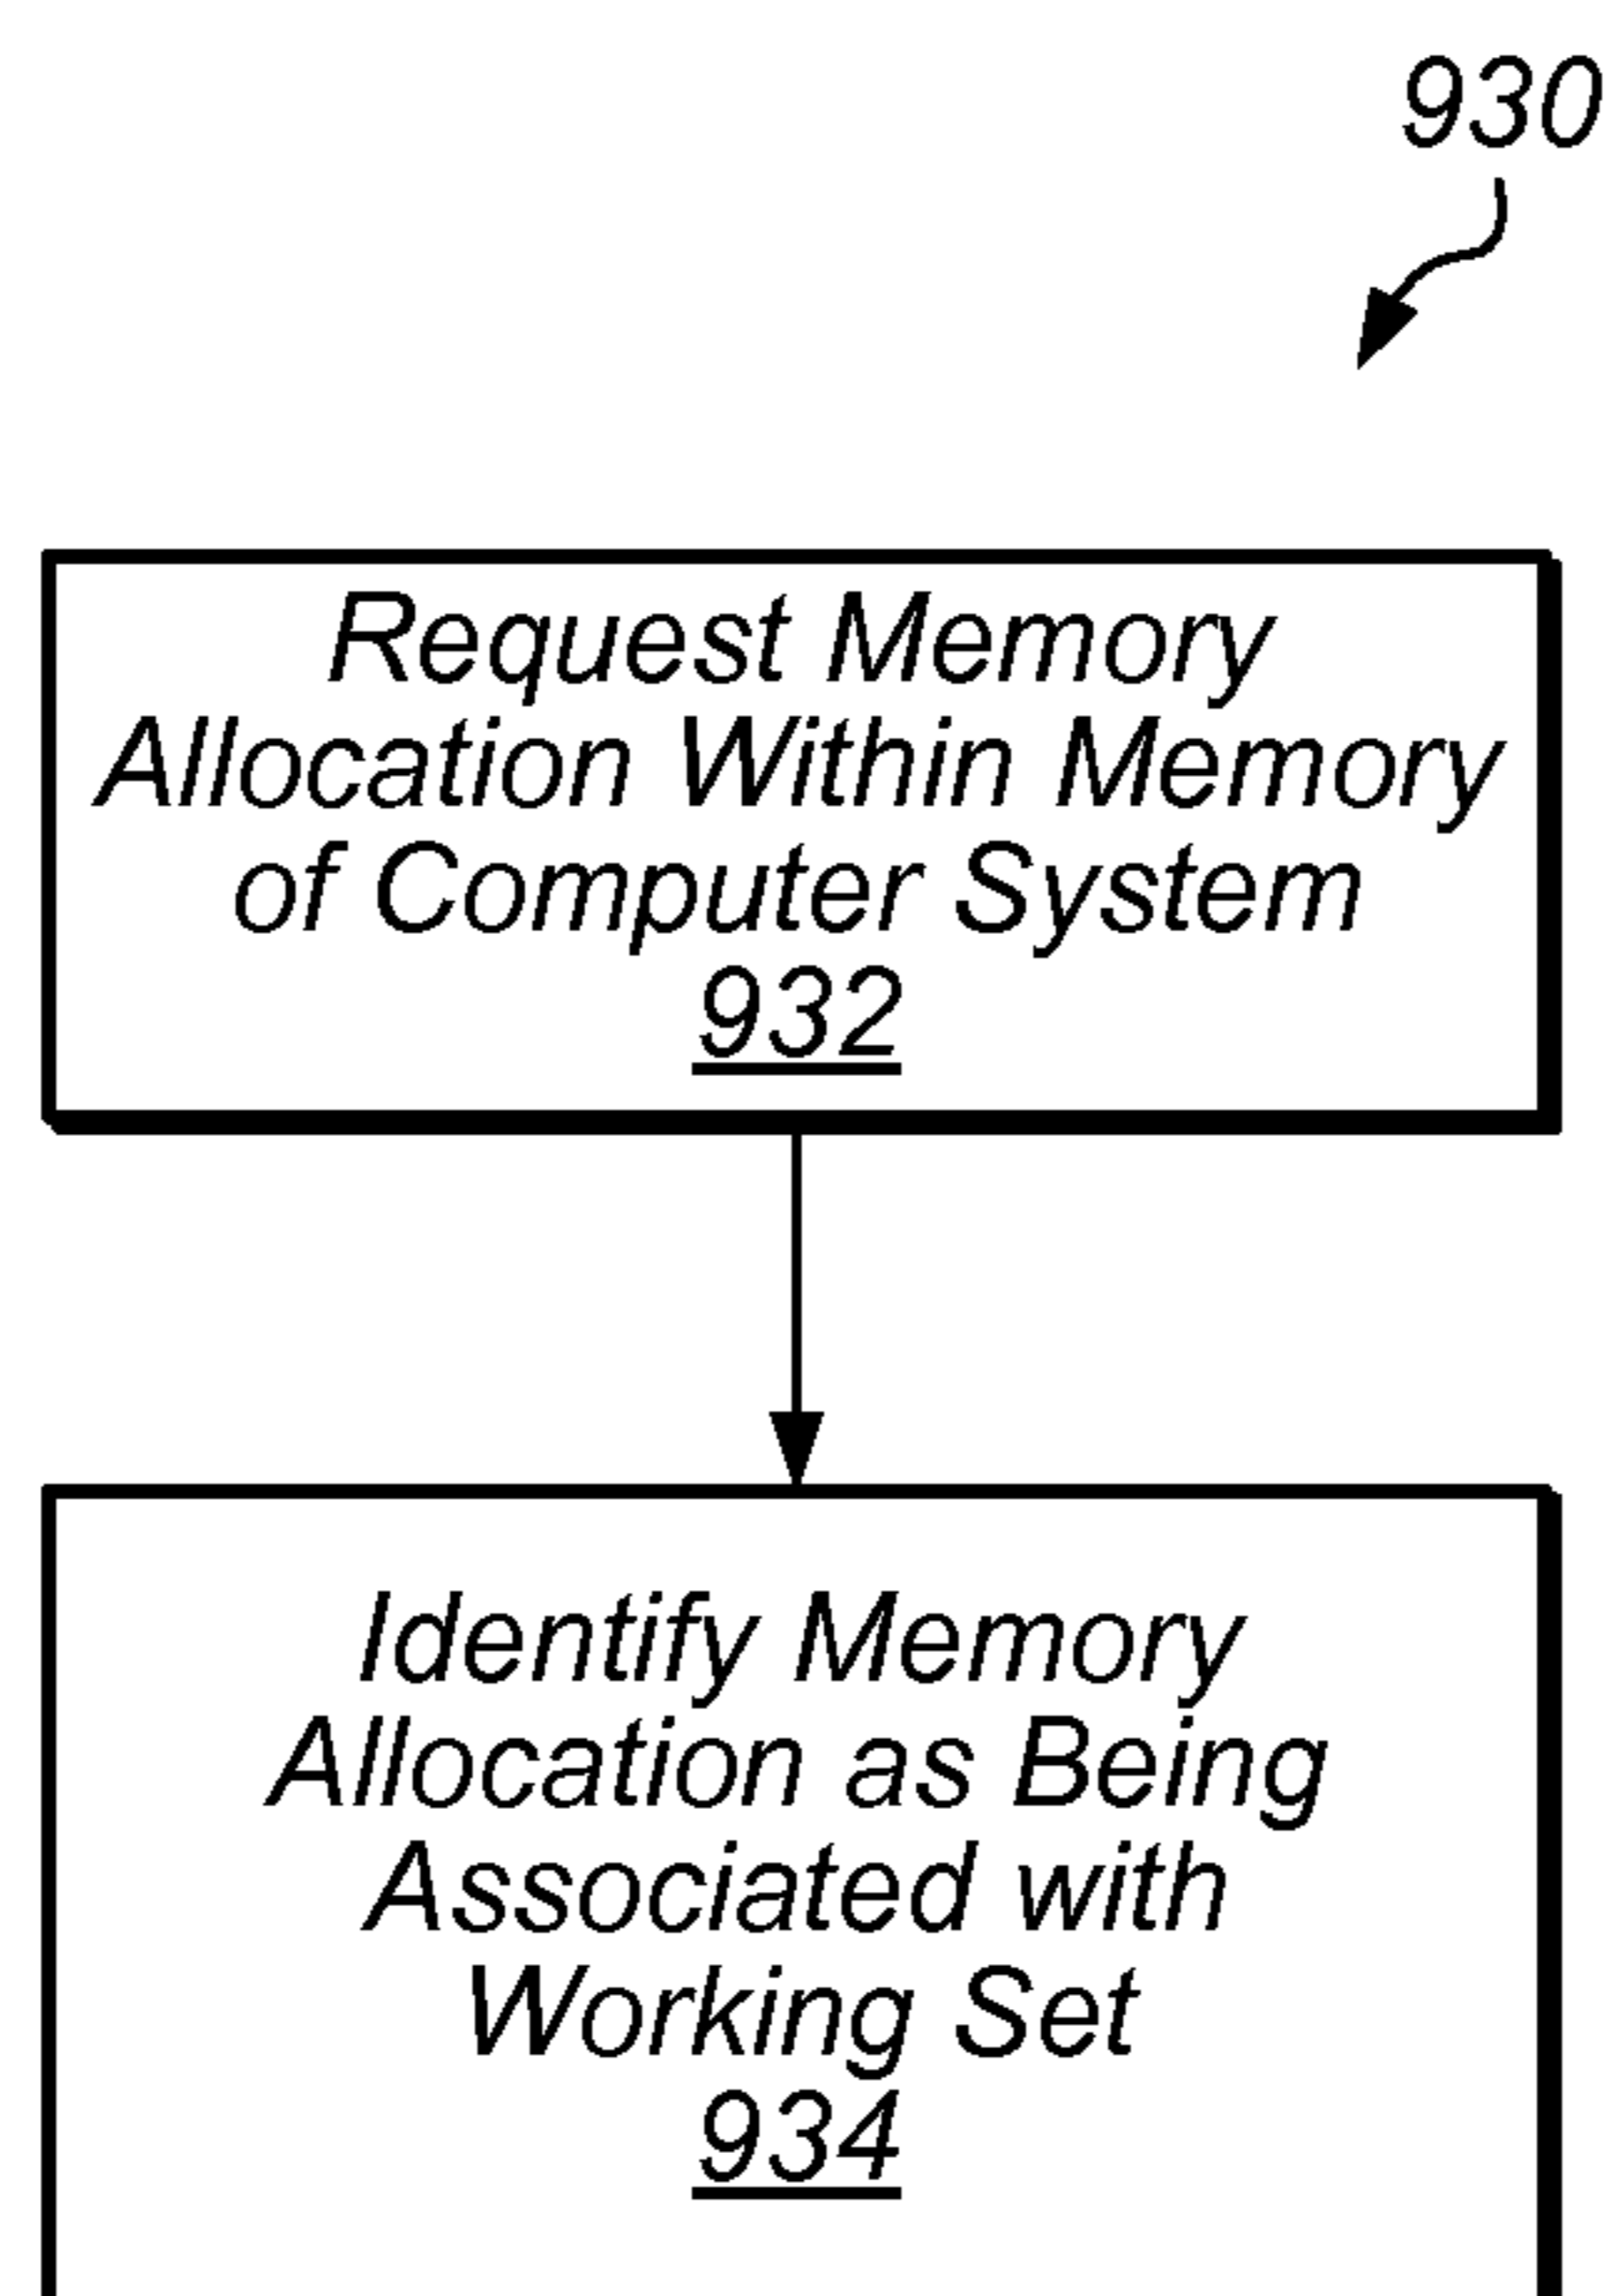 930
Request Memory
Allocation Within Memory
of Computer System
932
Identify Memory
Allocation as Being
Associated with
Working Set
934